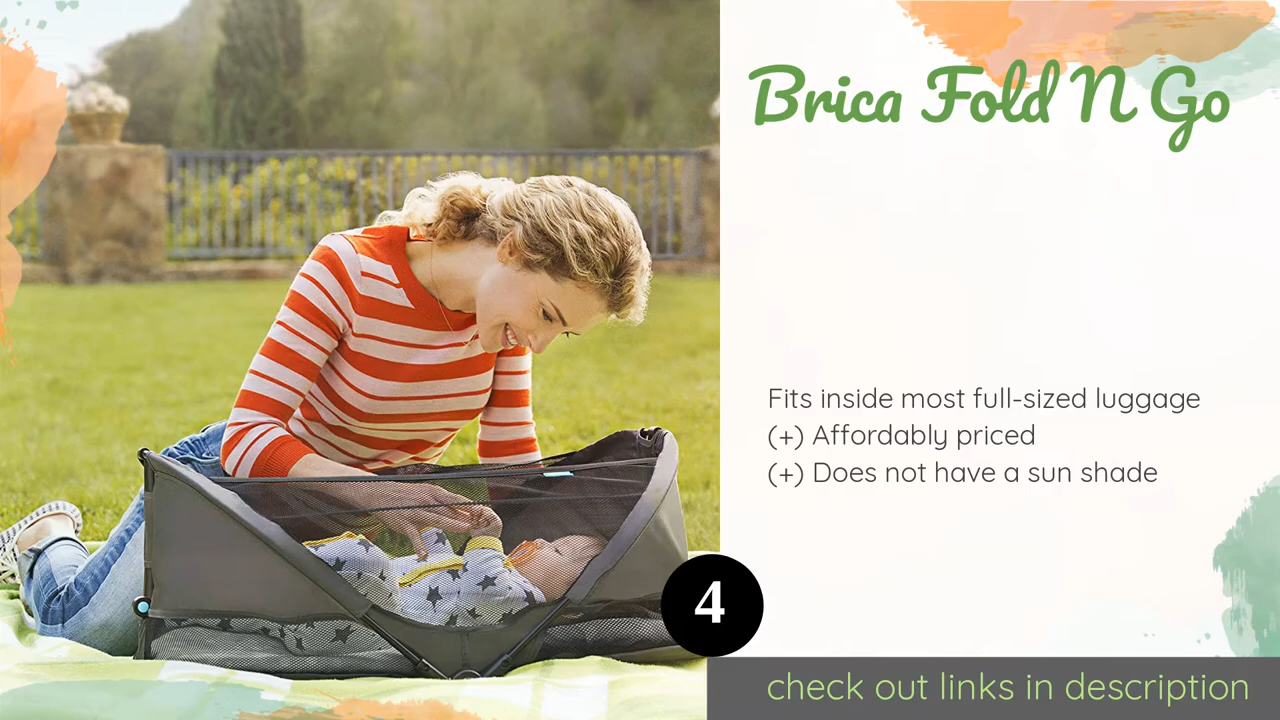 Brica Fold N Go
Fits inside most full-sized luggage
(+) Affordably priced
(+) Does not have a sun shade
4
check out links in description